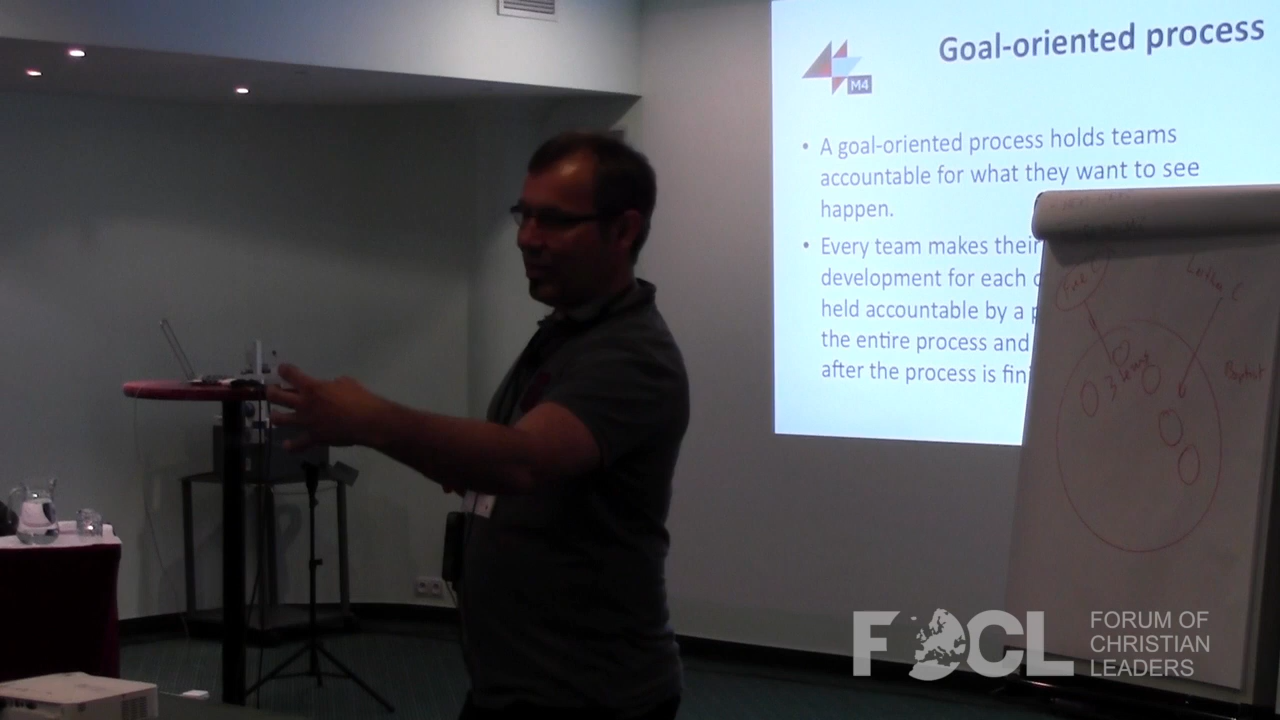 Goal-oriented process
M4
• A goal-oriented process holds teams
accountable for what they want to see
happen.
• Every team makes their
development for each
held accountable by a
the entire process and
after the process is
Baptist
FOCL
FORUM OF
CHRISTIAN
LEADERS